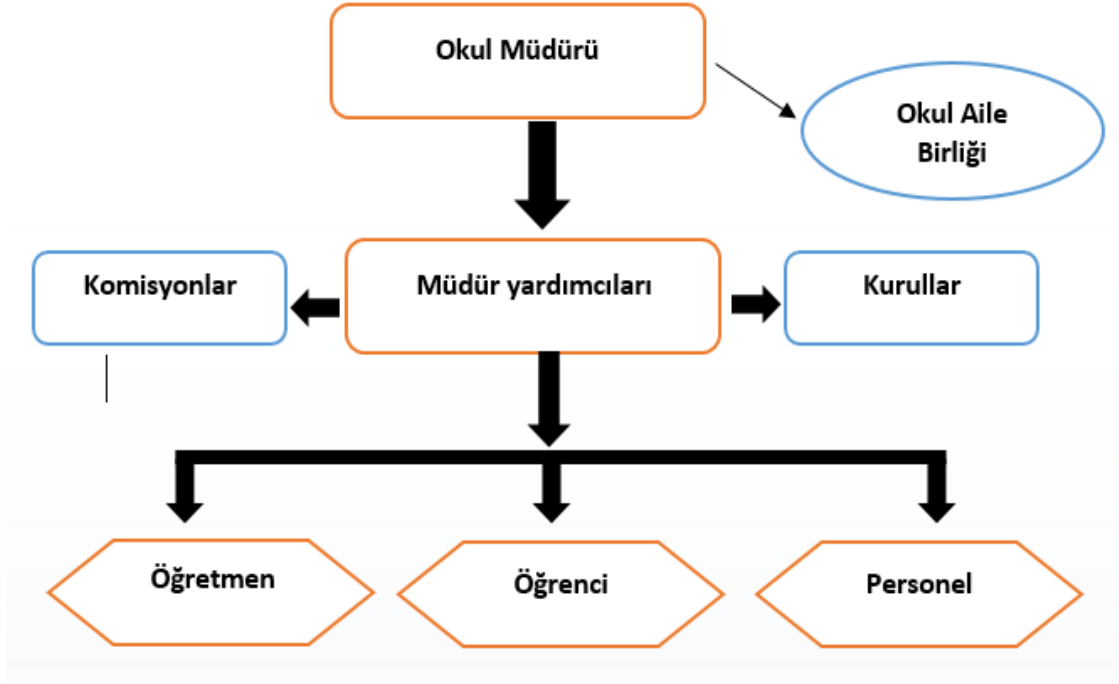 Okul Müdürü
Okul Aile
Birliği
Komisyonlar
Müdür yardımcıları
Kurullar
Öğretmen
Öğrenci
Personel